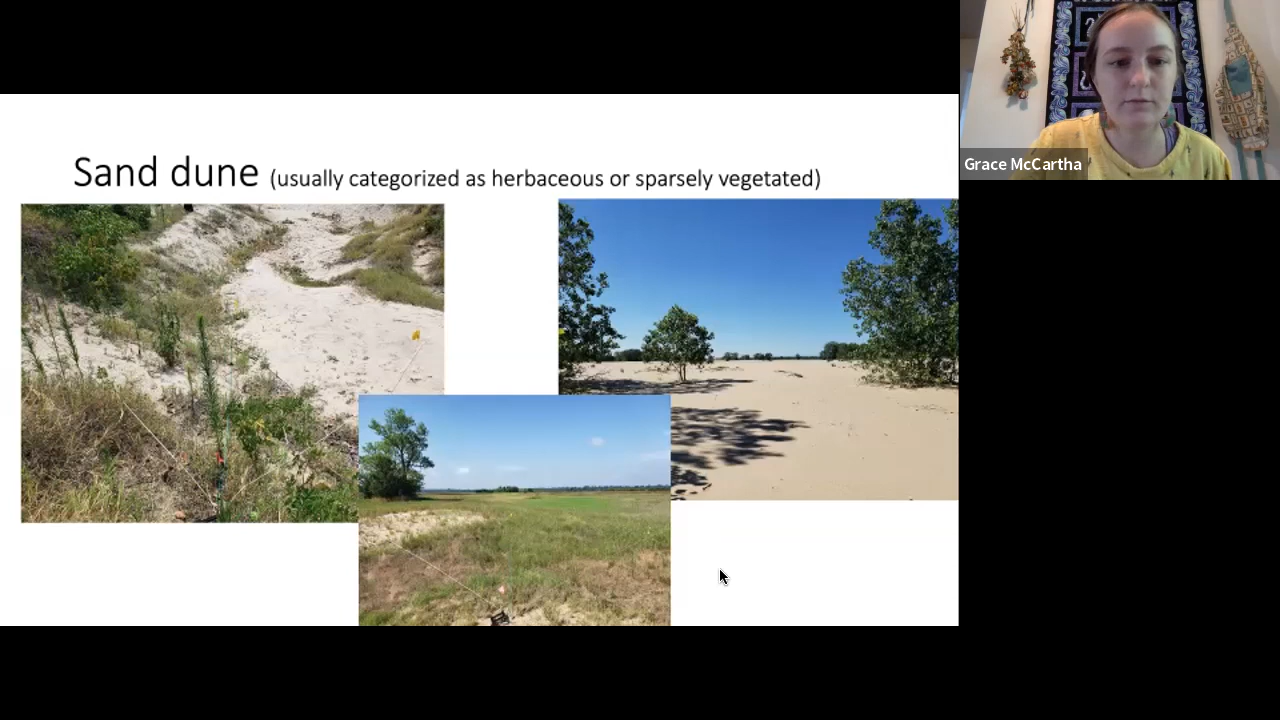 Sand dune (usually categorized as herbaceous or sparsely vegetated)
Grace McCartha